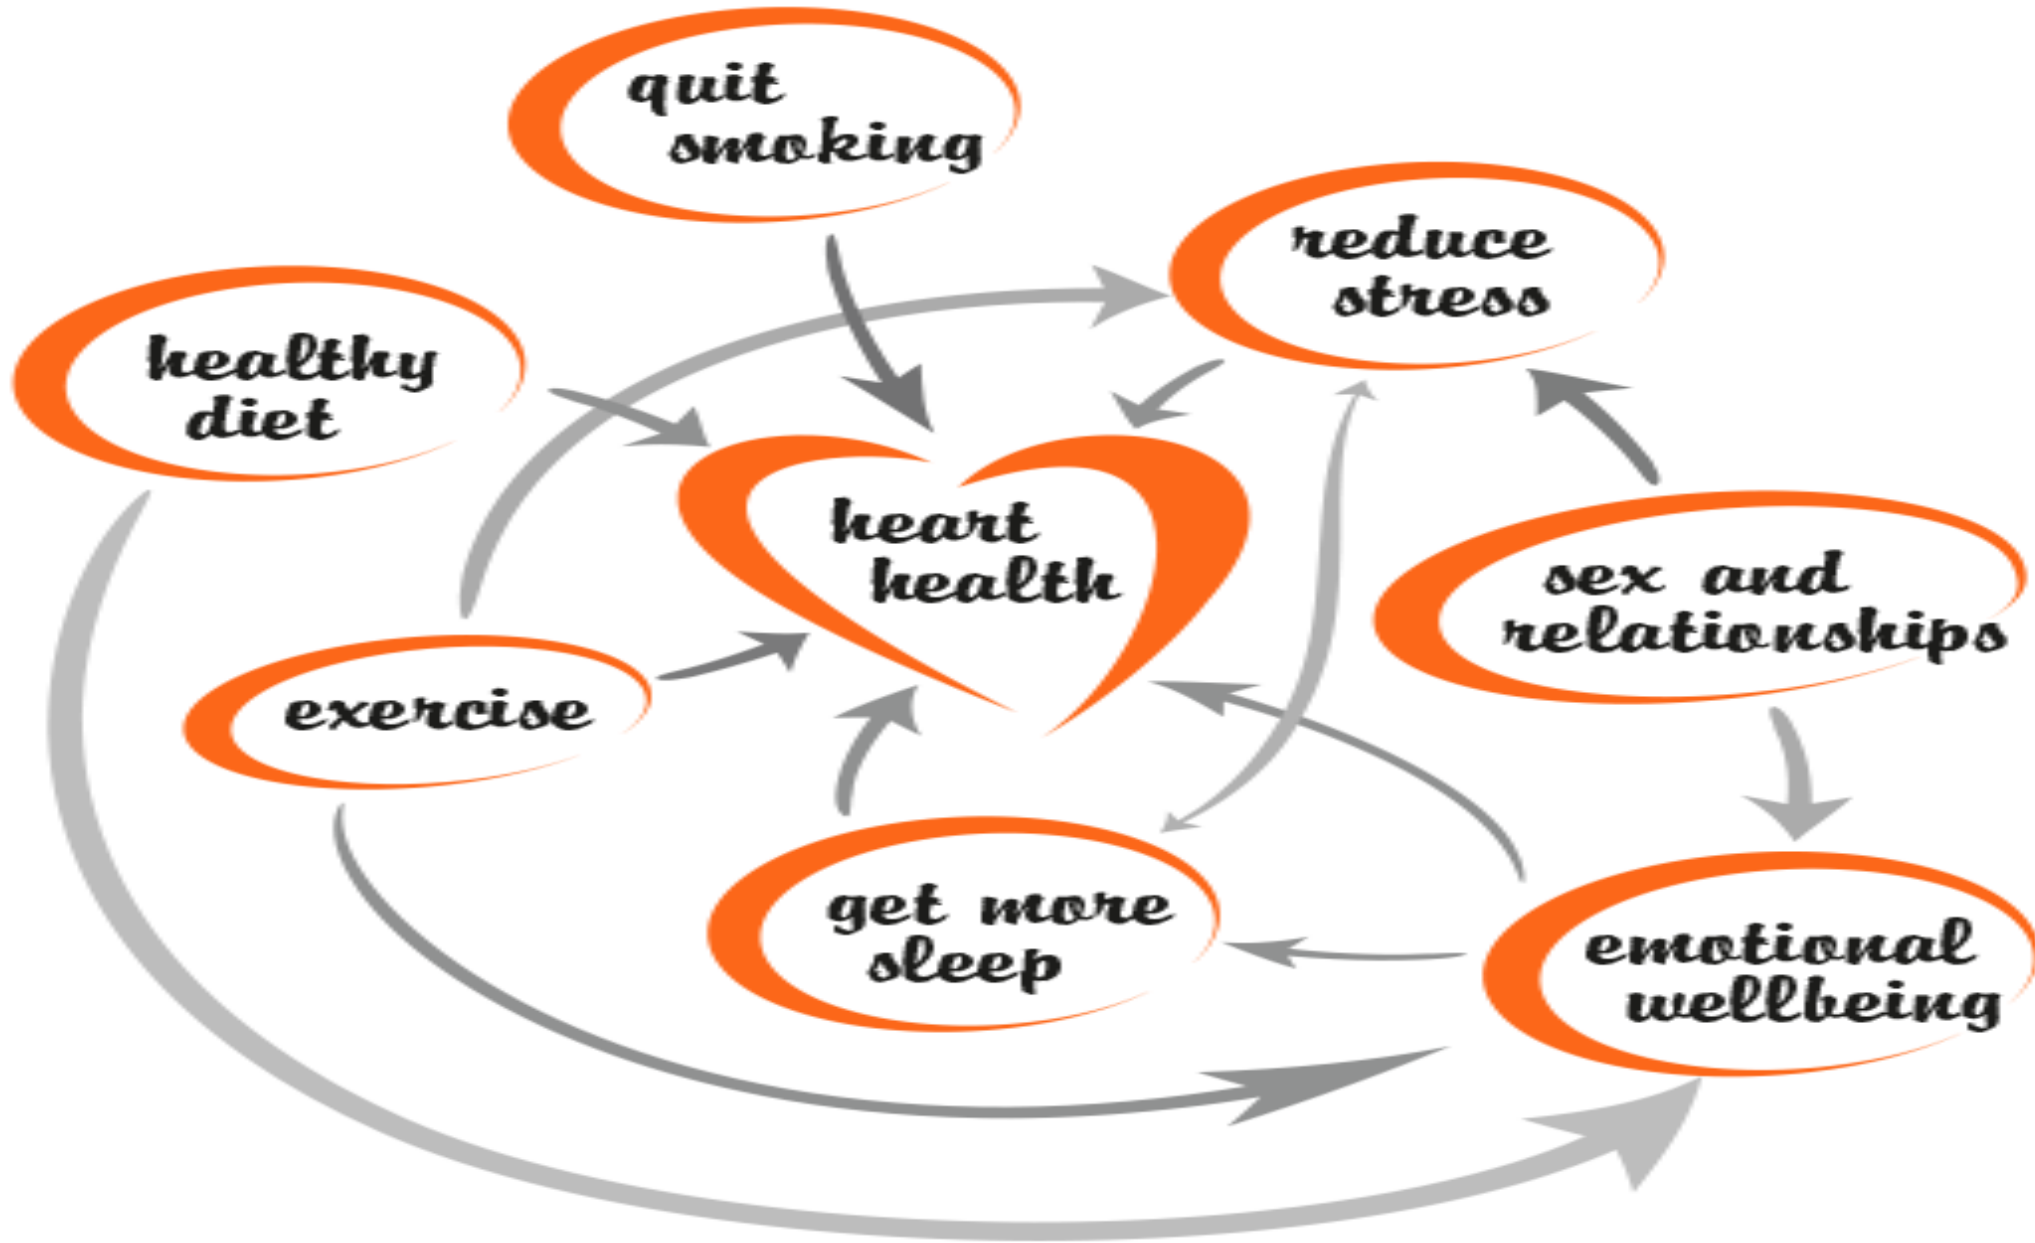 quit
smoking
reduce
stress
healthy
diet
heart
health
sex and
relationships
exercise
get more
sleep
emotional
wellbeing